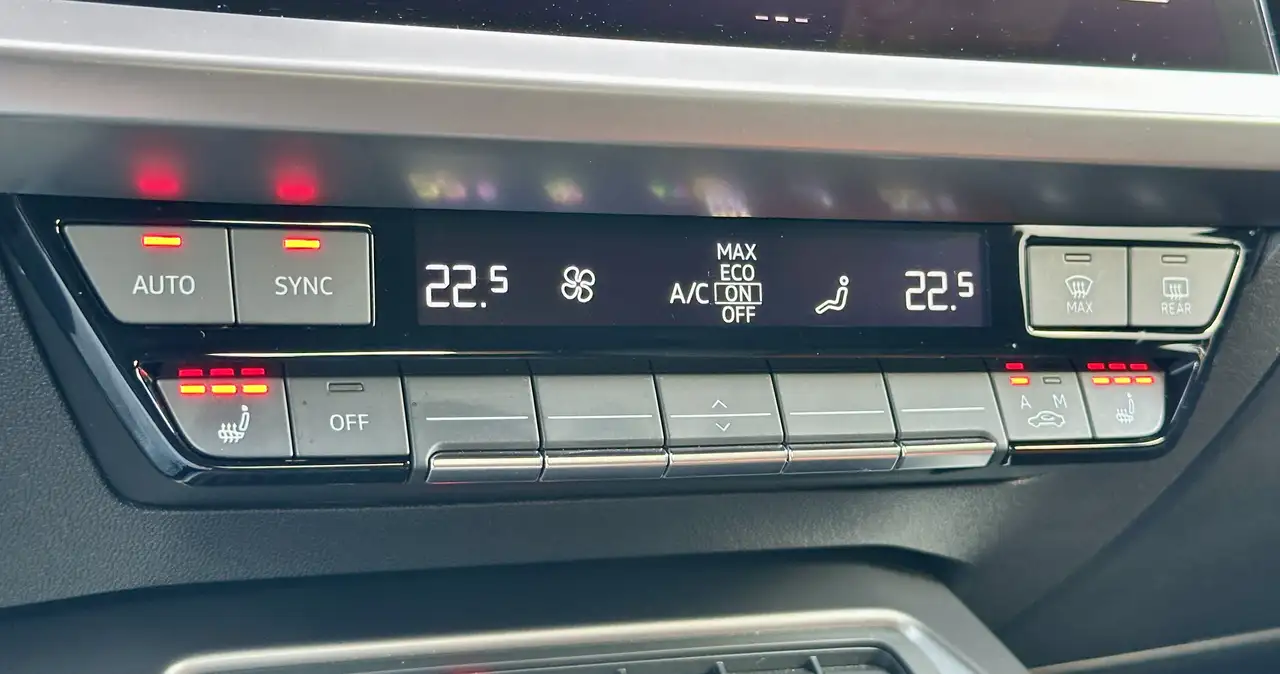 AUTO
SYNC
22.5
A/C
MAX
ECO
ON
OFF
22.5
MAX
REAR
OFF
A M